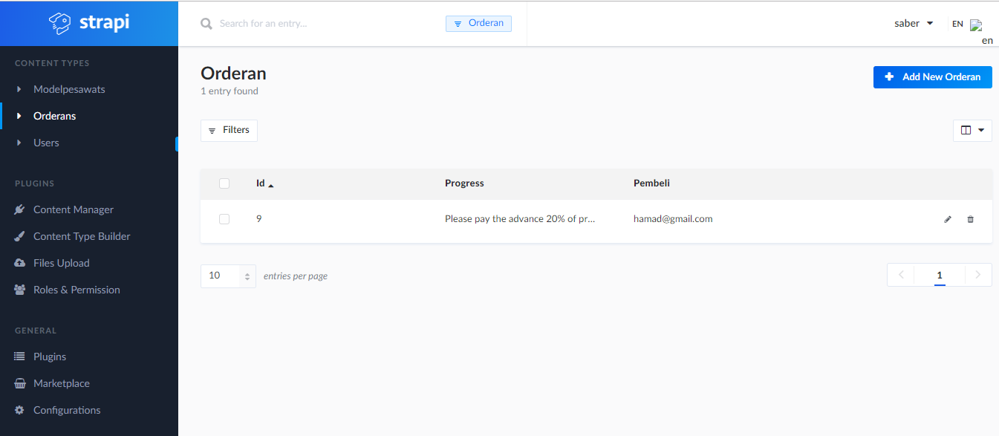 strapi
Search for an entry...
Orderan
saber
EN
en
CONTENT TYPES
Modelpesawats
Orderans
Users
PLUGINS
Content Manager
Content Type Builder
Files Upload
Roles & Permission
GENERAL
Plugins
Marketplace
Configurations
Orderan
1 entry found
Add New Orderan
Filters
Id Progress Pembeli
9 Please pay the advance 20% of pr... hamad@gmail.com
10 entries per page
1